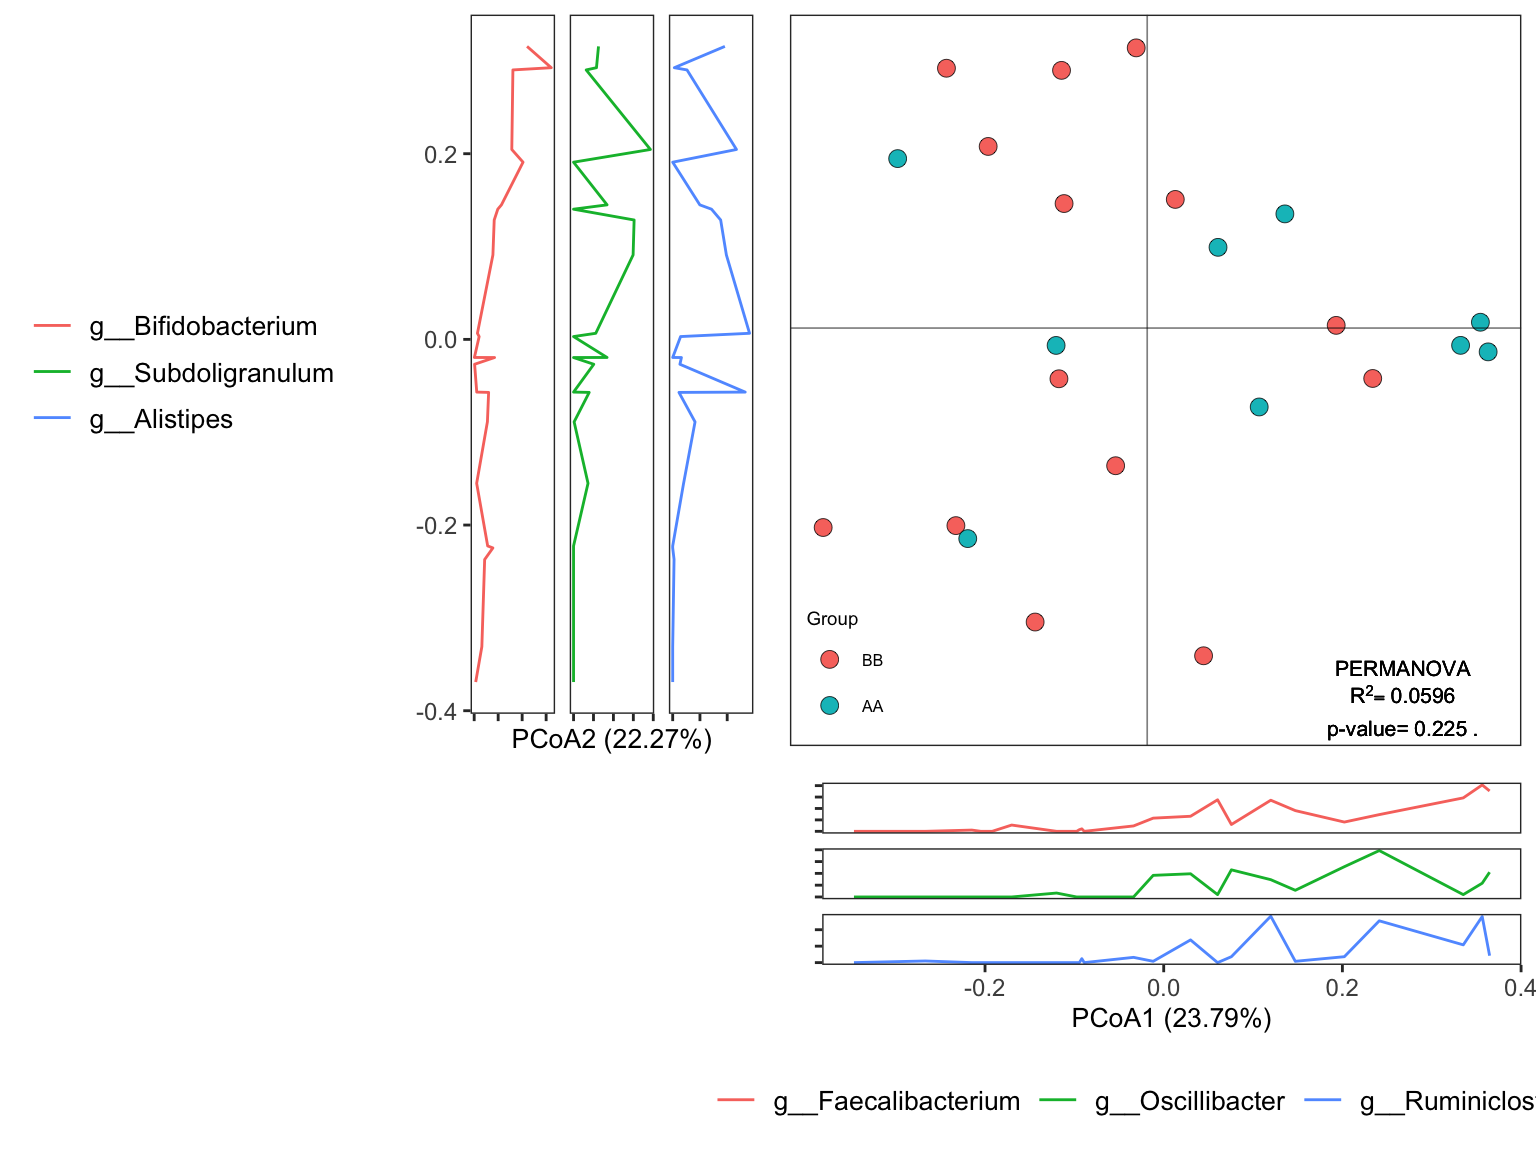 0.2
0.0
-0.2
-0.4
PCoA2 (22.27%)
g__Bifidobacterium
g__Subdoligranulum
g__Alistipes
Group
BB
AA
PERMANOVA
R²= 0.0596
p-value= 0.225 .
-0.2 0.0 0.2 0.4
PCoA1 (23.79%)
g__Faecalibacterium g__Oscillibacter g__Ruminiclos